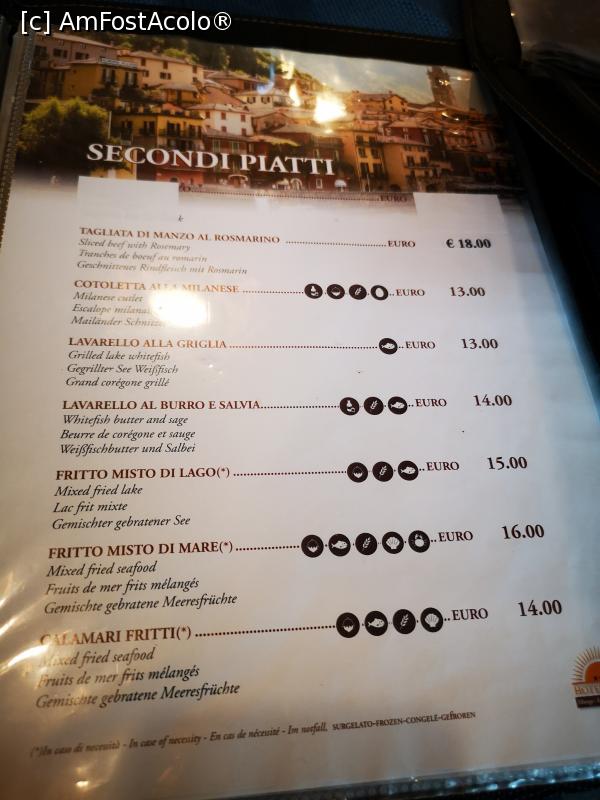 [c] AmFostAcolo®
SECONDI PIATTI
EURO
TAGLIATA DI MANZO AL ROSMARINO ........ EURO € 18.00
Sliced beef with Rosemary
Tranches de boeuf au romarin
Geschnittenes Rindfleisch mit Rosmarin
COTOLETTA ALLA MILANESE ........ EURO 13.00
Milanese cutlet
Escalope
Mailänder
LAVARELLO ALLA GRIGLIA ........ EURO 13.00
Grilled lake whitefish
Gegrillter See Weißfisch
Grand corégone grillé
LAVARELLO AL BURRO E SALVIA........ EURO 14.00
Whitefish butter and sage
Beurre de corégone et sauge
Weißfischbutter und Salbei
FRITTO MISTO DI LAGO(*) ........ EURO 15.00
Mixed fried lake
Lac frit mixte
Gemischter gebratener See
FRITTO MISTO DI MARE(*) ........ EURO 16.00
Mixed fried seafood
Fruits de mer frits mélangés
Gemischte gebratene Meeresfrüchte
CALAMARI FRITTI(*) ........ EURO 14.00
Mixed fried seafood
Fruits de mer frits mélangés
Gemischte gebratene Meeresfrüchte
(*)In caso di necessità - In case of necessity - En cas de nécessité - Im notfall, SURGELATO-FROZEN-CONGELÉ-GEFROREN